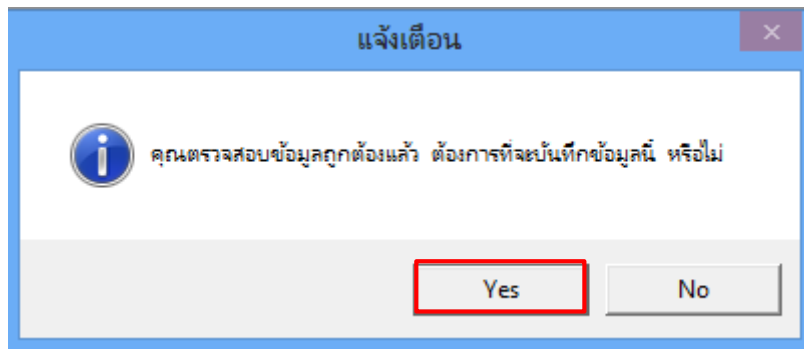 แจ้งเตือน
คุณตรวจสอบข้อมูลถูกต้องแล้ว ต้องการที่จะบันทึกข้อมูลนี้ หรือไม่
Yes No